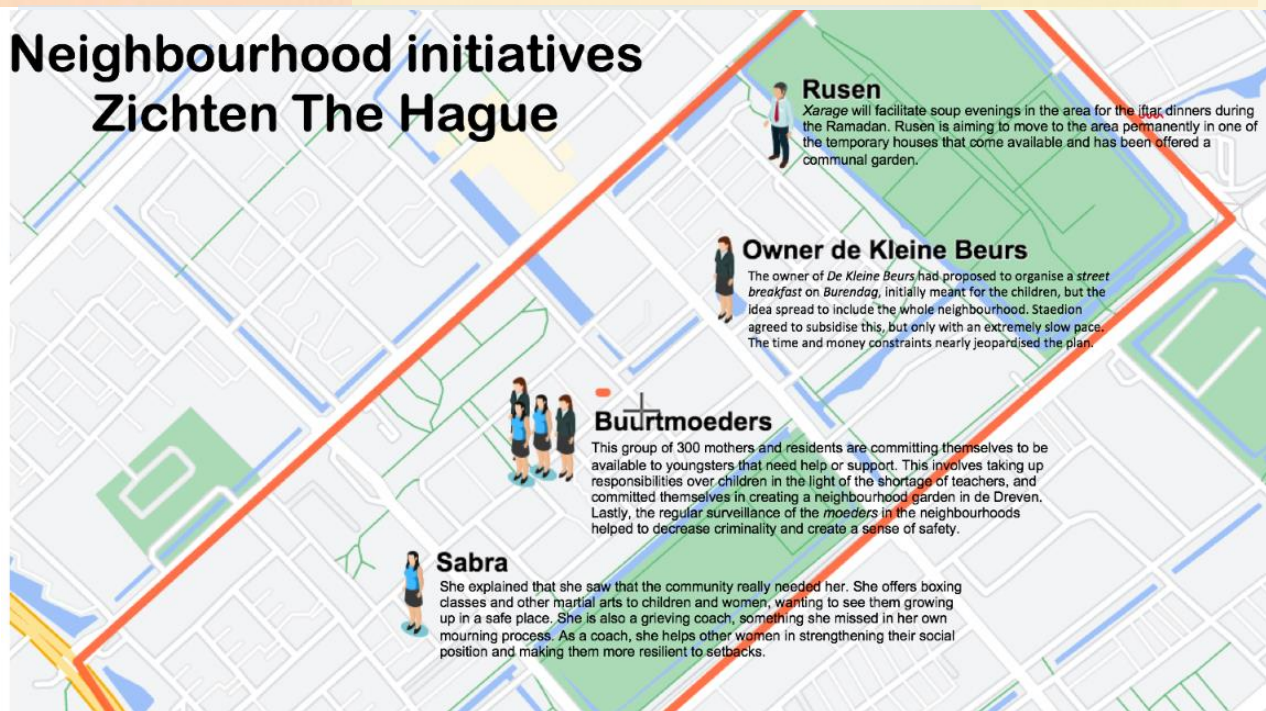 Neighbourhood initiatives
Zichten The Hague
Rusen
Xarage will facilitate soup evenings in the area for the iftar dinners during
the Ramadan. Rusen is aiming to move to the area permanently in one of
the temporary houses that come available and has been offered a
communal garden.
Owner de Kleine Beurs
The owner of De Kleine Beurs had proposed to organise a street
breakfast on Burendag, initially meant for the children, but the
idea spread to include the whole neighbourhood. Staedion
agreed to subsidise this, but only with an extremely slow pace.
The time and money constraints nearly jeopardised the plan.
Buurtmoeders
This group of 300 mothers and residents are committing themselves to be
available to youngsters that need help or support. This involves taking up
responsibilities over children in the light of the shortage of teachers, and
committed themselves in creating a neighbourhood garden in de Dreven.
Lastly, the regular surveillance of the moeders in the neighbourhoods
helped to decrease criminality and create a sense of safety.
Sabra
She explained that she saw that the community really needed her. She offers boxing
classes and other martial arts to children and women, wanting to see them growing
up in a safe place. She is also a grieving coach, something she missed in her own
mourning process. As a coach, she helps other women in strengthening their social
position and making them more resilient to setbacks.